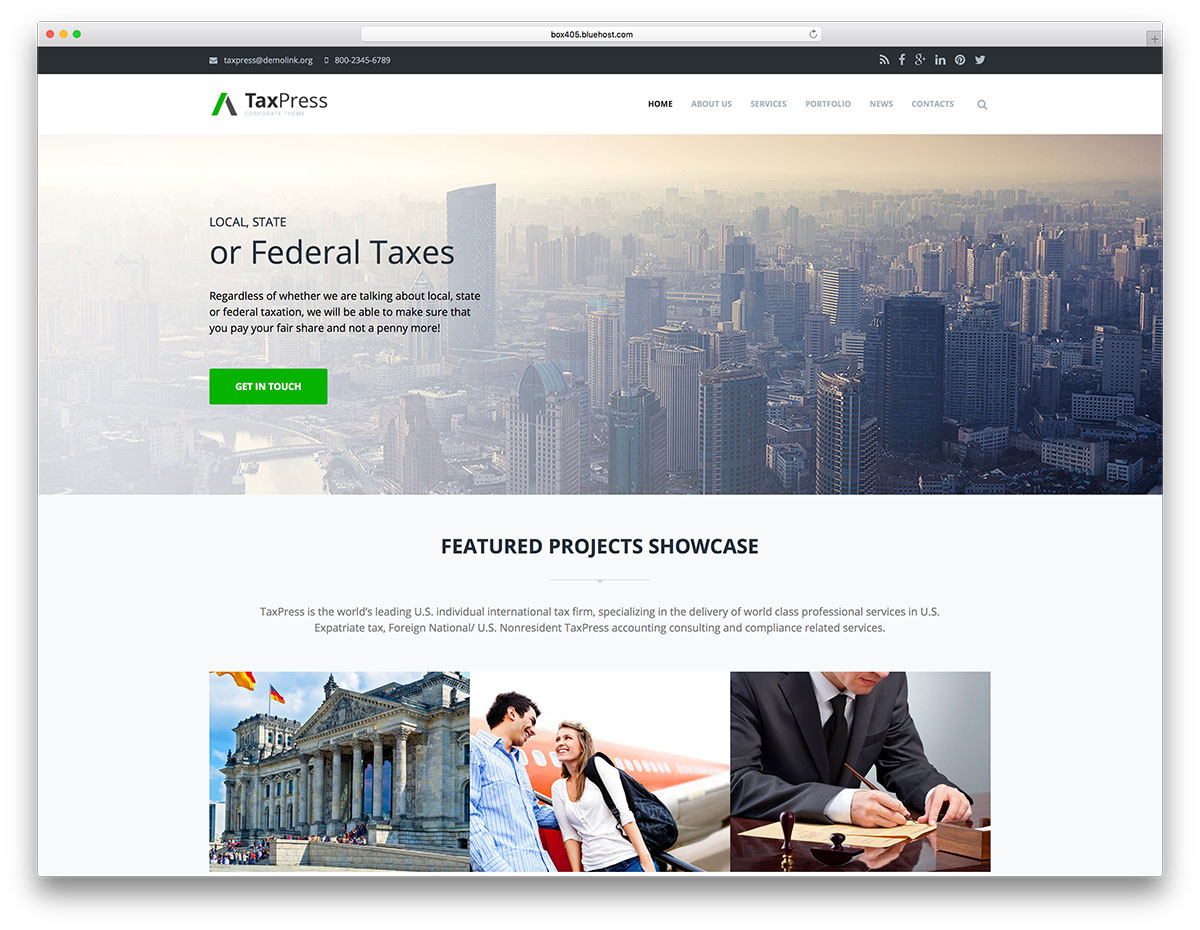 box405.bluehost.com
taxpress@demolink.org 800-2345-6789
TaxPress
CORPORATE THEME
HOME ABOUT US SERVICES PORTFOLIO NEWS CONTACTS
LOCAL, STATE
or Federal Taxes
Regardless of whether we are talking about local, state
or federal taxation, we will be able to make sure that
you pay your fair share and not a penny more!
GET IN TOUCH
FEATURED PROJECTS SHOWCASE
TaxPress is the world's leading U.S. individual international tax firm, specializing in the delivery of world class professional services in U.S.
Expatriate tax, Foreign National/ U.S. Nonresident TaxPress accounting consulting and compliance related services.